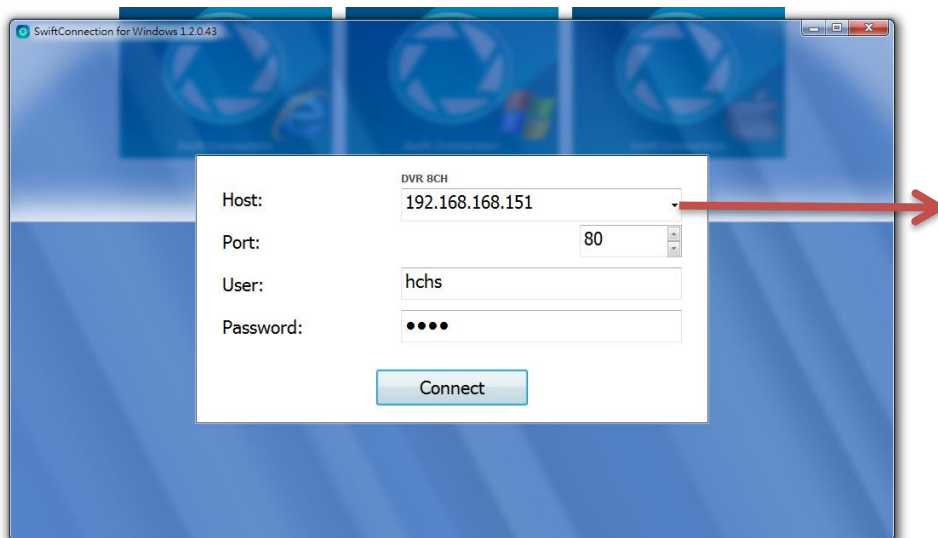 SwiftConnection for Windows 1.2.0.43
DVR 8CH
Host:
192.168.168.151
Port:
80
User:
hchs
Password:
••••
Connect